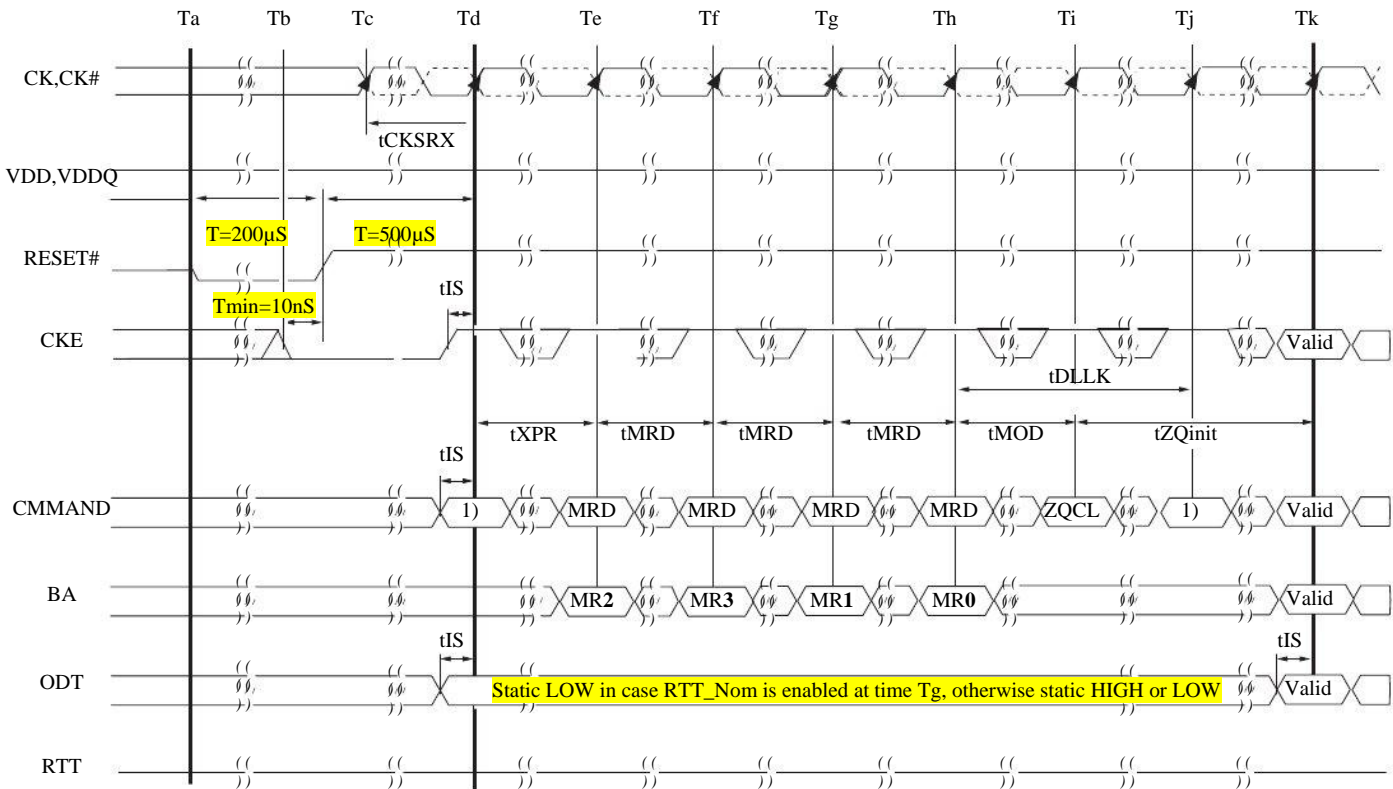 Ta Tb Tc Td Te Tf Tg Th Ti Tj Tk
CK,CK#
tCKSRX
VDD,VDDQ
T=200µS T=500µS
RESET#
Tmin=10nS tIS
CKE Valid
tDLLK
tXPR tMRD tMRD tMRD tMOD tZQinit
tIS
CMMAND 1) MRD MRD MRD MRD ZQCL 1) Valid
BA MR2 MR3 MR1 MR0 Valid
tIS tIS
ODT Static LOW in case RTT_Nom is enabled at time Tg, otherwise static HIGH or LOW Valid
RTT